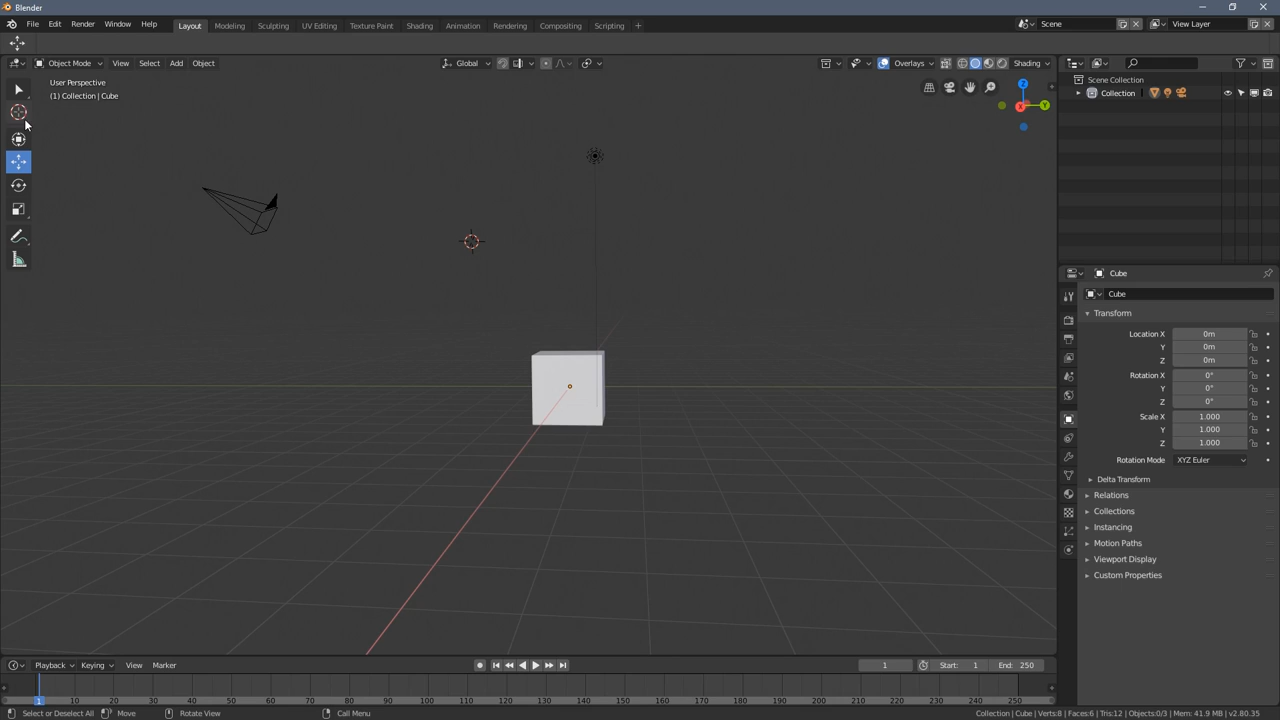 Blender
File Edit Render Window Help
Layout Modeling Sculpting UV Editing Texture Paint Shading Animation Rendering Compositing Scripting +
Scene
View Layer
Object Mode View Select Add Object
Global
Overlays
Shading
User Perspective
(1) Collection | Cube
Z
Y
X
Scene Collection
Collection
Cube
Cube
Transform
Location X 0m
Y 0m
Z 0m
Rotation X 0°
Y 0°
Z 0°
Scale X 1.000
Y 1.000
Z 1.000
Rotation Mode XYZ Euler
Delta Transform
Relations
Collections
Instancing
Motion Paths
Viewport Display
Custom Properties
Playback Keying View Marker
1 Start: 1 End: 250
1 10 20 30 40 50 60 70 80 90 100 110 120 130 140 150 160 170 180 190 200 210 220 230 240 250
Select or Deselect All Move Rotate View Call Menu
Collection | Cube | Verts:8 | Faces:6 | Tris:12 | Objects:0/3 | Mem: 41.9 MB | v2.80.35